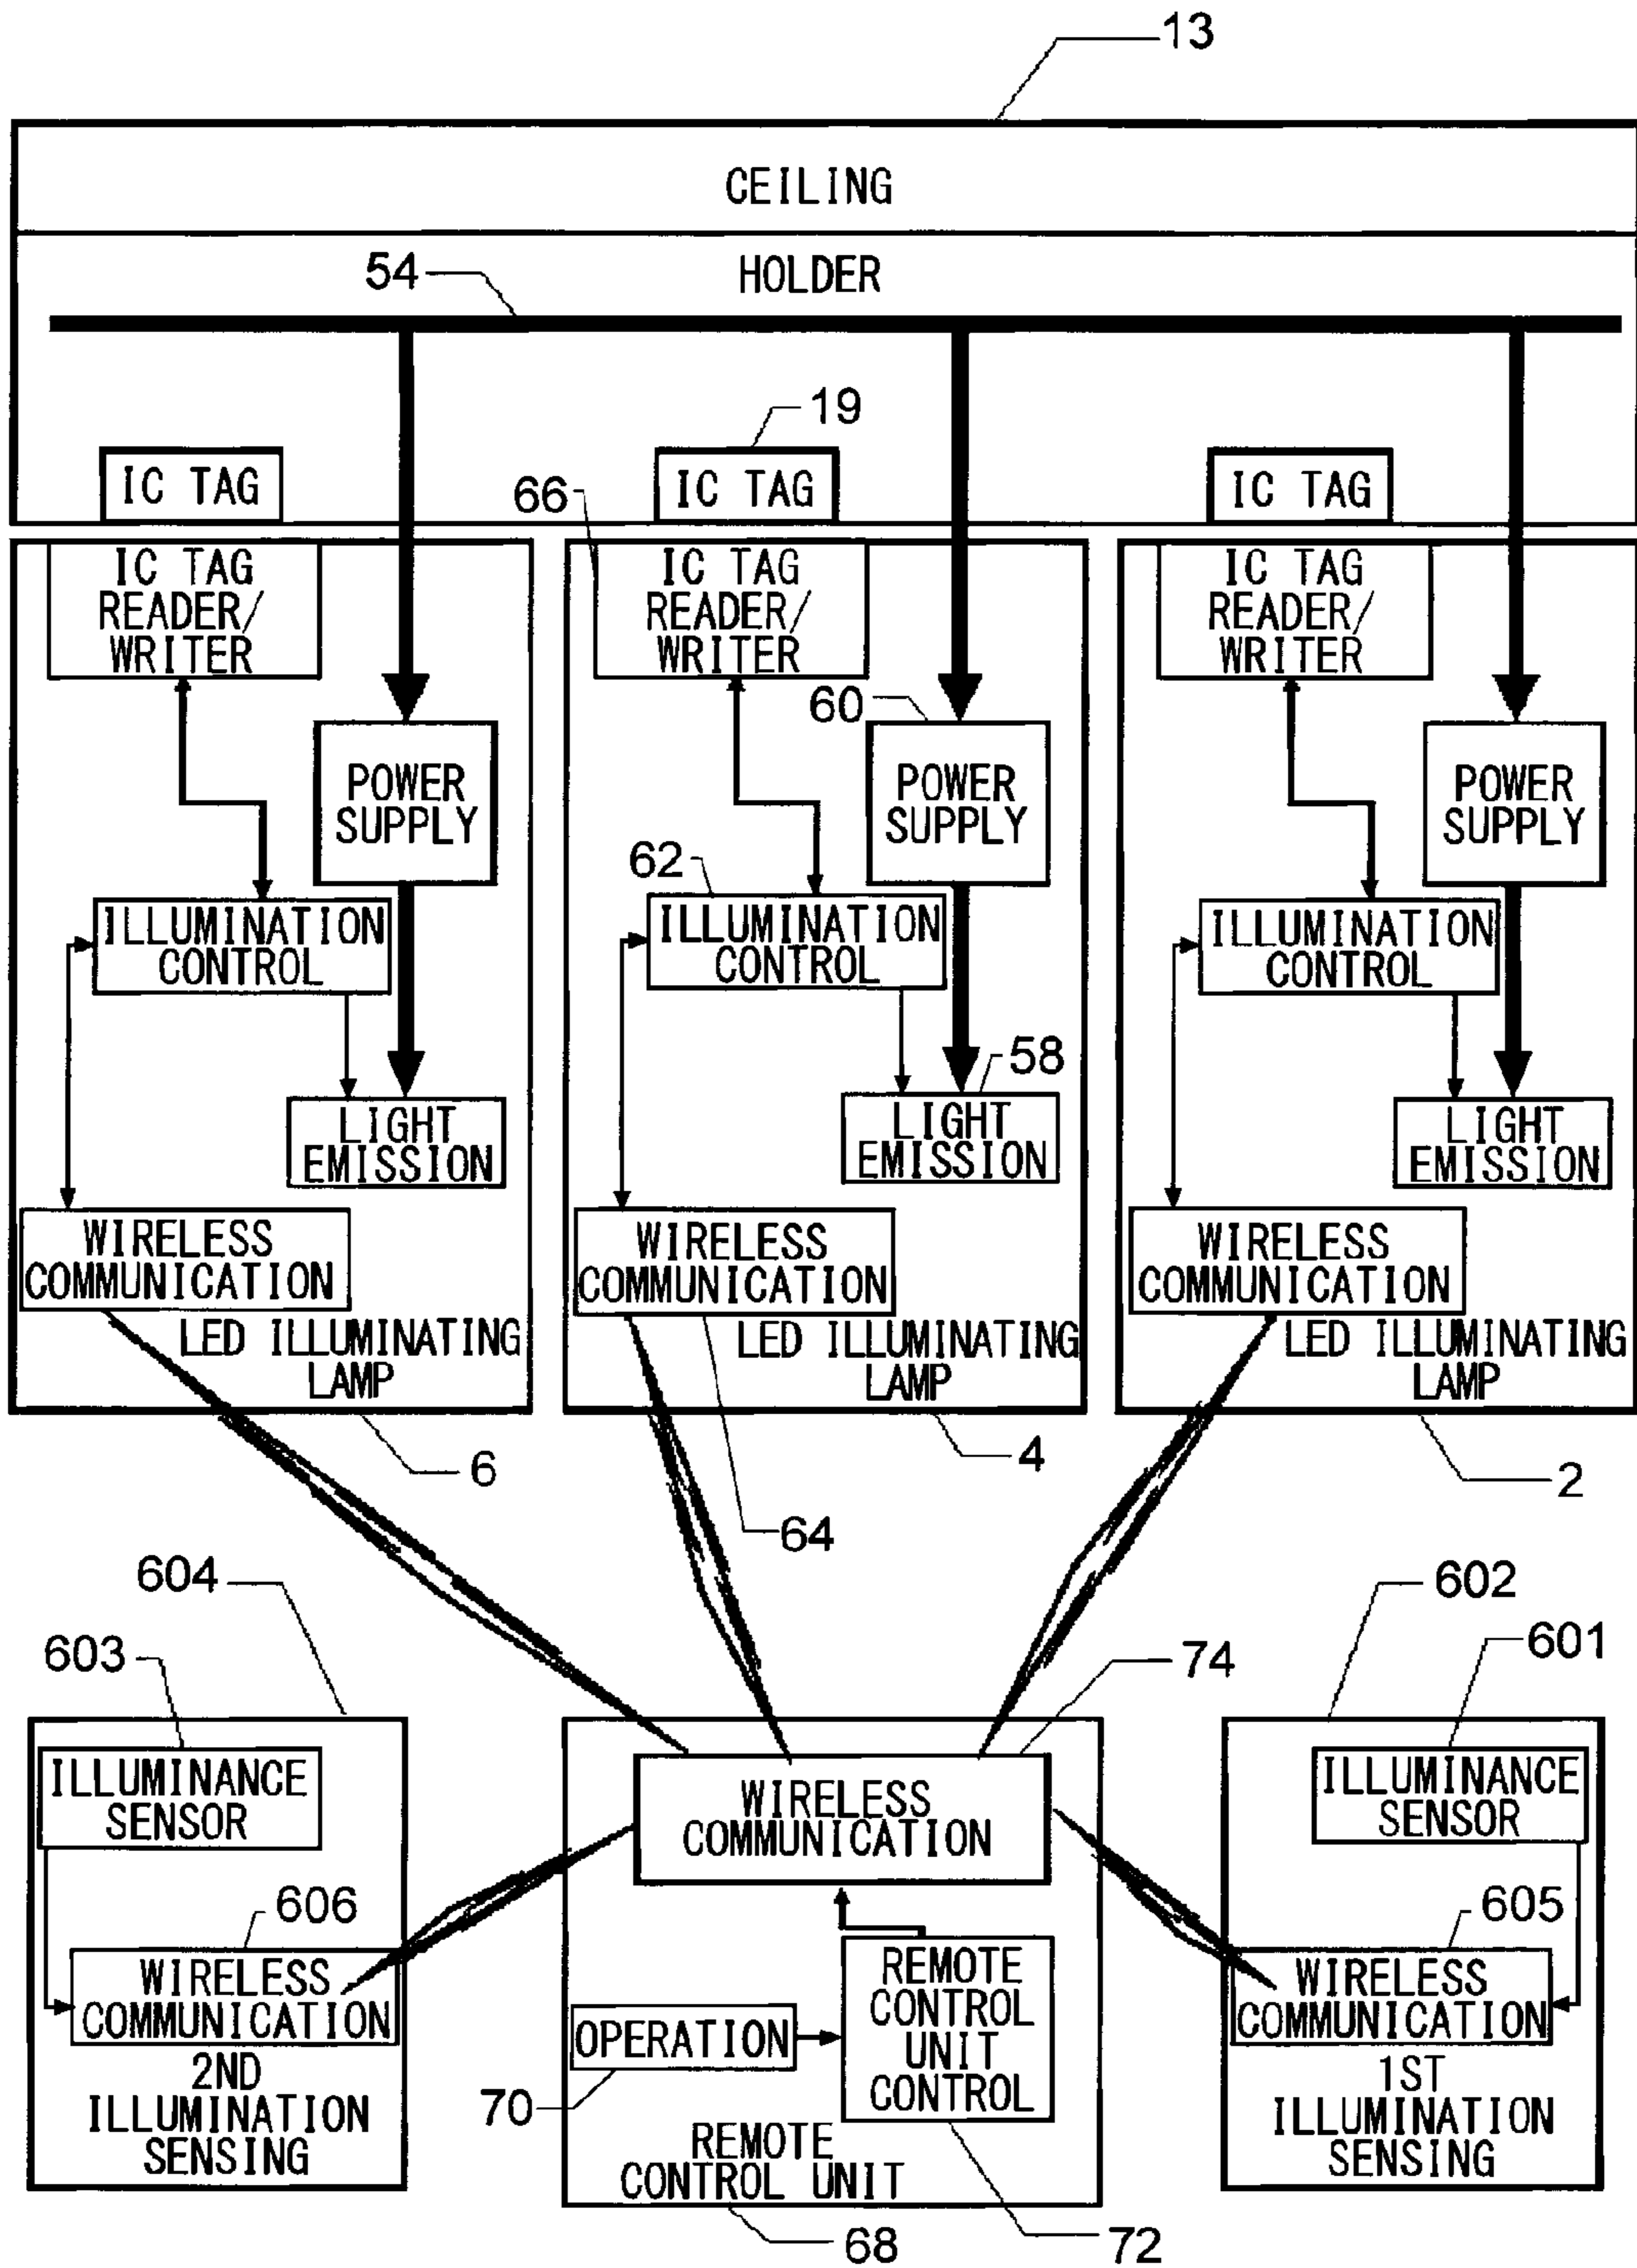 13
CEILING
54
HOLDER
19
IC TAG
IC TAG
IC TAG
66
IC TAG
READER/
WRITER
IC TAG
READER/
WRITER
IC TAG
READER/
WRITER
60
POWER
SUPPLY
POWER
SUPPLY
POWER
SUPPLY
62
ILLUMINATION
CONTROL
ILLUMINATION
CONTROL
ILLUMINATION
CONTROL
58
LIGHT
EMISSION
LIGHT
EMISSION
LIGHT
EMISSION
WIRELESS
COMMUNICATION
WIRELESS
COMMUNICATION
WIRELESS
COMMUNICATION
LED ILLUMINATING
LAMP
LED ILLUMINATING
LAMP
LED ILLUMINATING
LAMP
6
4
2
64
604
602
603
601
74
ILLUMINANCE
SENSOR
WIRELESS
COMMUNICATION
ILLUMINANCE
SENSOR
606
605
WIRELESS
COMMUNICATION
REMOTE
CONTROL
UNIT
CONTROL
WIRELESS
COMMUNICATION
OPERATION
2ND
ILLUMINATION
SENSING
70
REMOTE
CONTROL UNIT
1ST
ILLUMINATION
SENSING
68
72